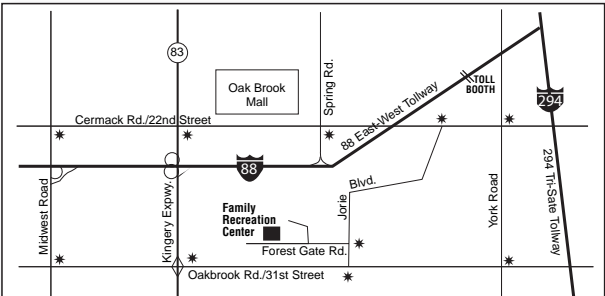 83
Oak Brook
Mall
Spring Rd.
88 East-West Tollway
TOLL
BOOTH
294
Cermack Rd./22nd Street
88
Midwest Road
Kingery Expwy.
Family
Recreation
Center
Jorie
Blvd.
York Road
294 Tri-Sate Tollway
Forest Gate Rd.
Oakbrook Rd./31st Street